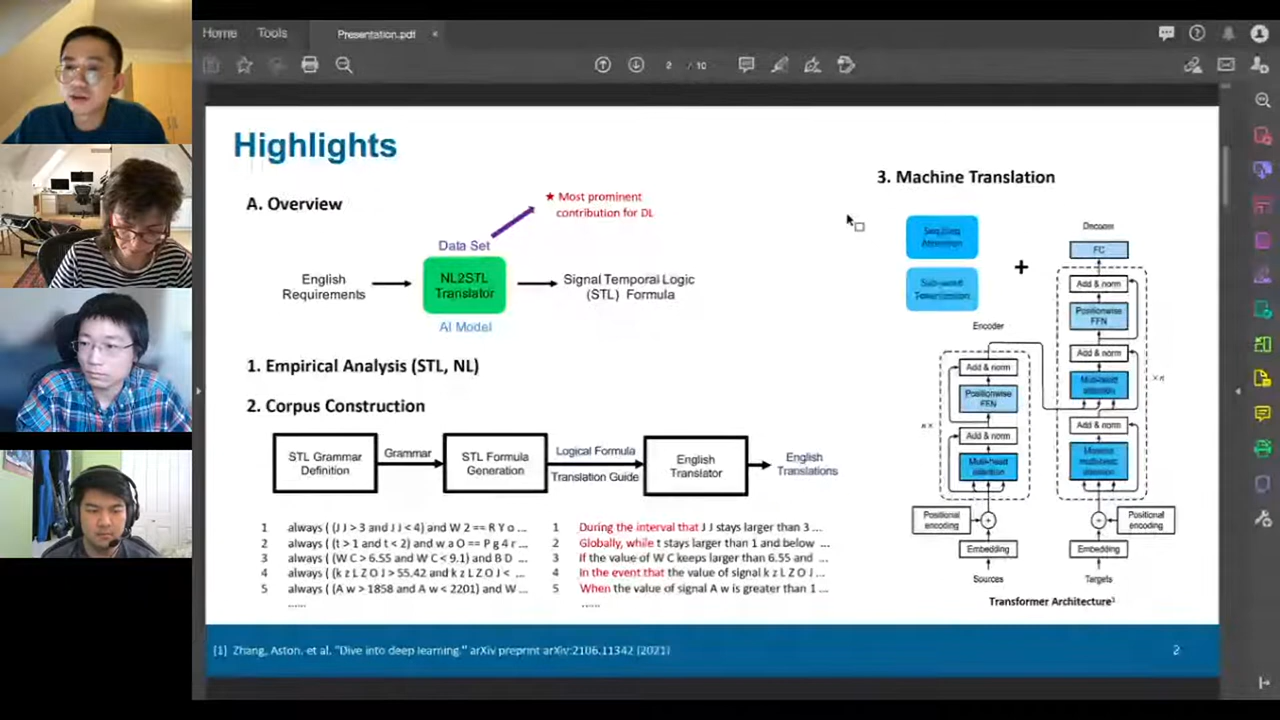 Home Tools Presentation.pdf ×
2 / 10
Highlights
A. Overview
★ Most prominent
contribution for DL
Data Set
English
Requirements
NL2STL
Translator
Signal Temporal Logic
(STL) Formula
AI Model
1. Empirical Analysis (STL, NL)
2. Corpus Construction
STL Grammar
Definition
Grammar
STL Formula
Generation
Logical Formula
Translation Guide
English
Translator
English
Translations
1 always ( ( J J > 3 and J J < 4) and W 2 == R Y o ...
2 always ( (t > 1 and t < 2) and w a O == P g 4 r ...
3 always ( (W C > 6.55 and W C < 9.1) and B D ...
4 always ( (k z L Z O J > 55.42 and k z L Z O J < ...
5 always ( (A w > 1858 and A w < 2201) and W ...
......
1 During the interval that J J stays larger than 3 ...
2 Globally, while t stays larger than 1 and below ...
3 If the value of W C keeps larger than 6.55 and ...
4 In the event that the value of signal k z L Z O J ...
5 When the value of signal A w is greater than 1 ...
......
3. Machine Translation
+
Decoder
FC
Add & norm
Positionwise
FFN
Add & norm
Multi-head
attention
Add & norm
attention
× n
Encoder
Add & norm
Positionwise
FFN
Add & norm
Multi-head
attention
n ×
Positional
encoding
+
+
Positional
encoding
Embedding
Embedding
Sources
Targets
Transformer Architecture¹
[1] Zhang, Aston, et al. "Dive into deep learning." arXiv preprint arXiv:2106.11342 (2021)
2